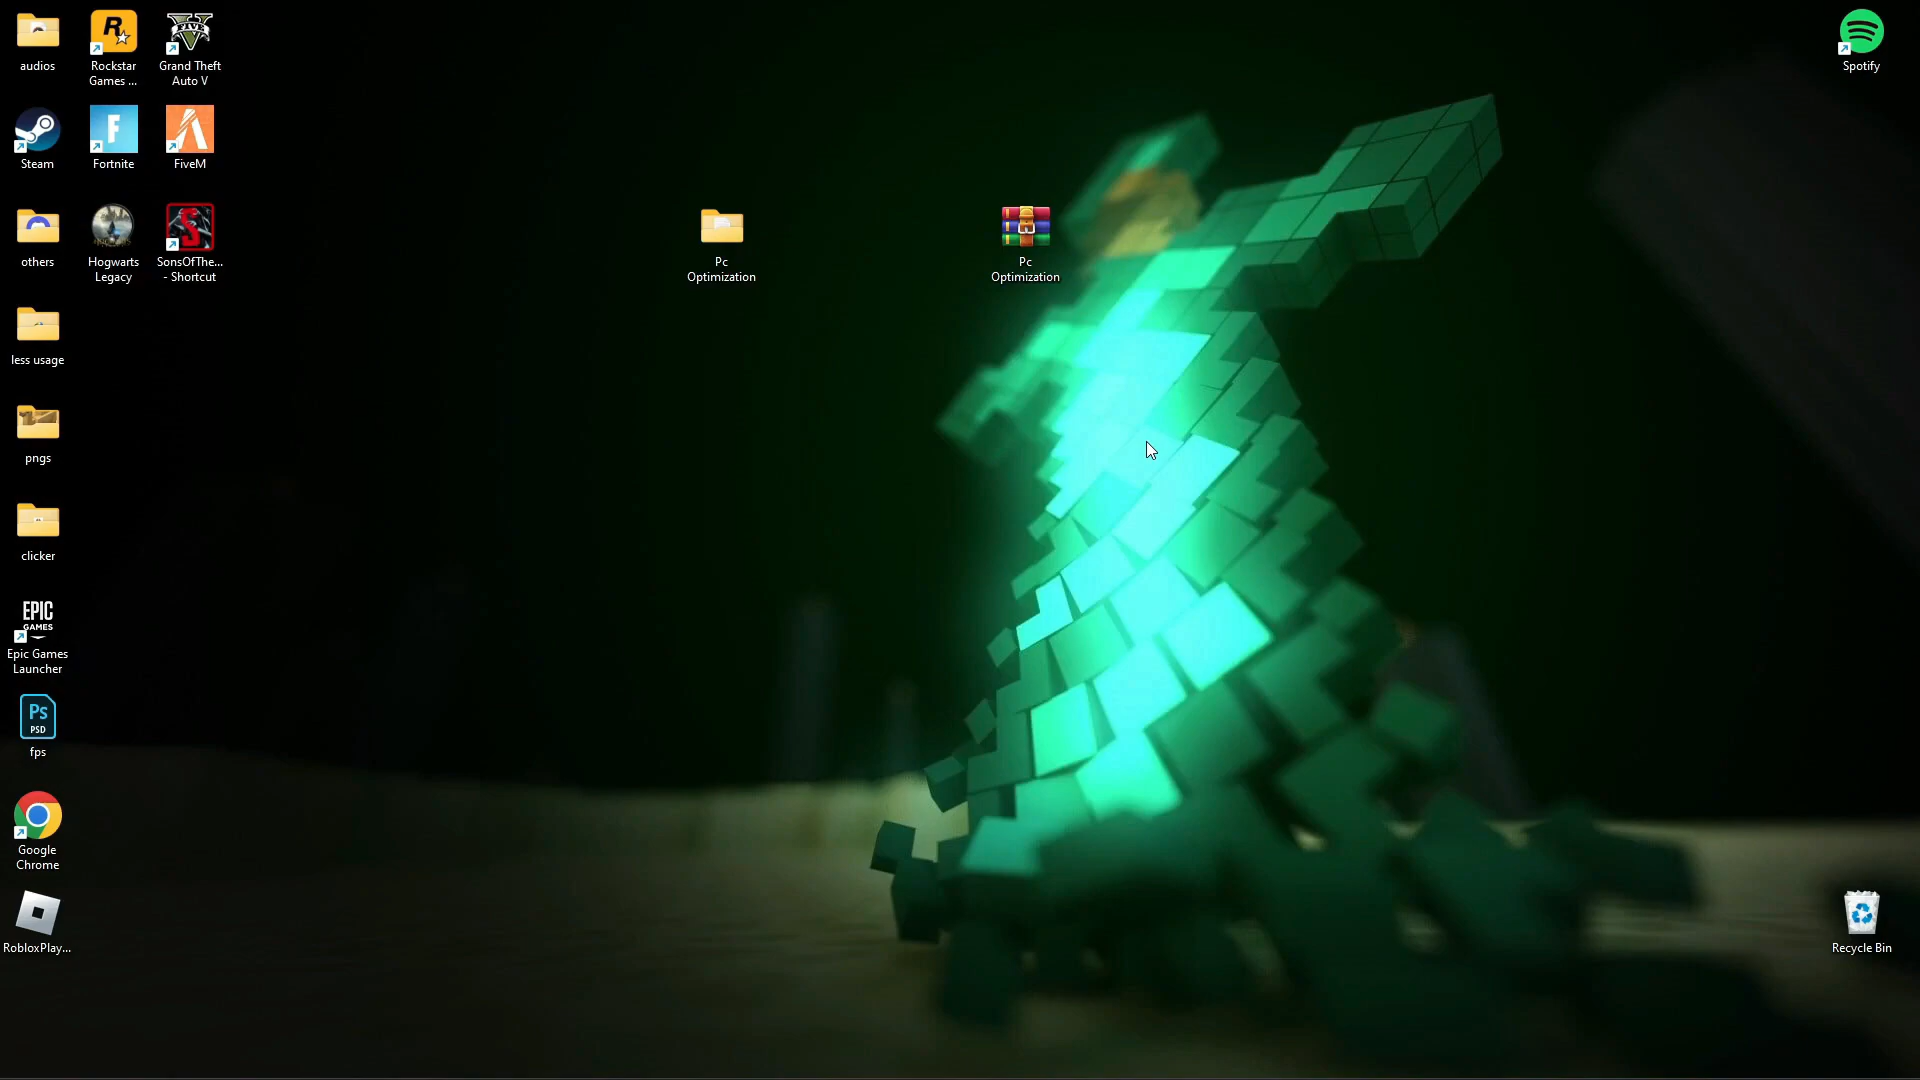 audios
Rockstar
Games ...
Grand Theft
Auto V
Spotify
Steam
Fortnite
FiveM
others
Hogwarts
Legacy
SonsOfThe...
- Shortcut
Pc
Optimization
Pc
Optimization
less usage
pngs
clicker
EPIC
GAMES
Epic Games
Launcher
Ps
PSD
fps
Google
Chrome
RobloxPlay...
Recycle Bin